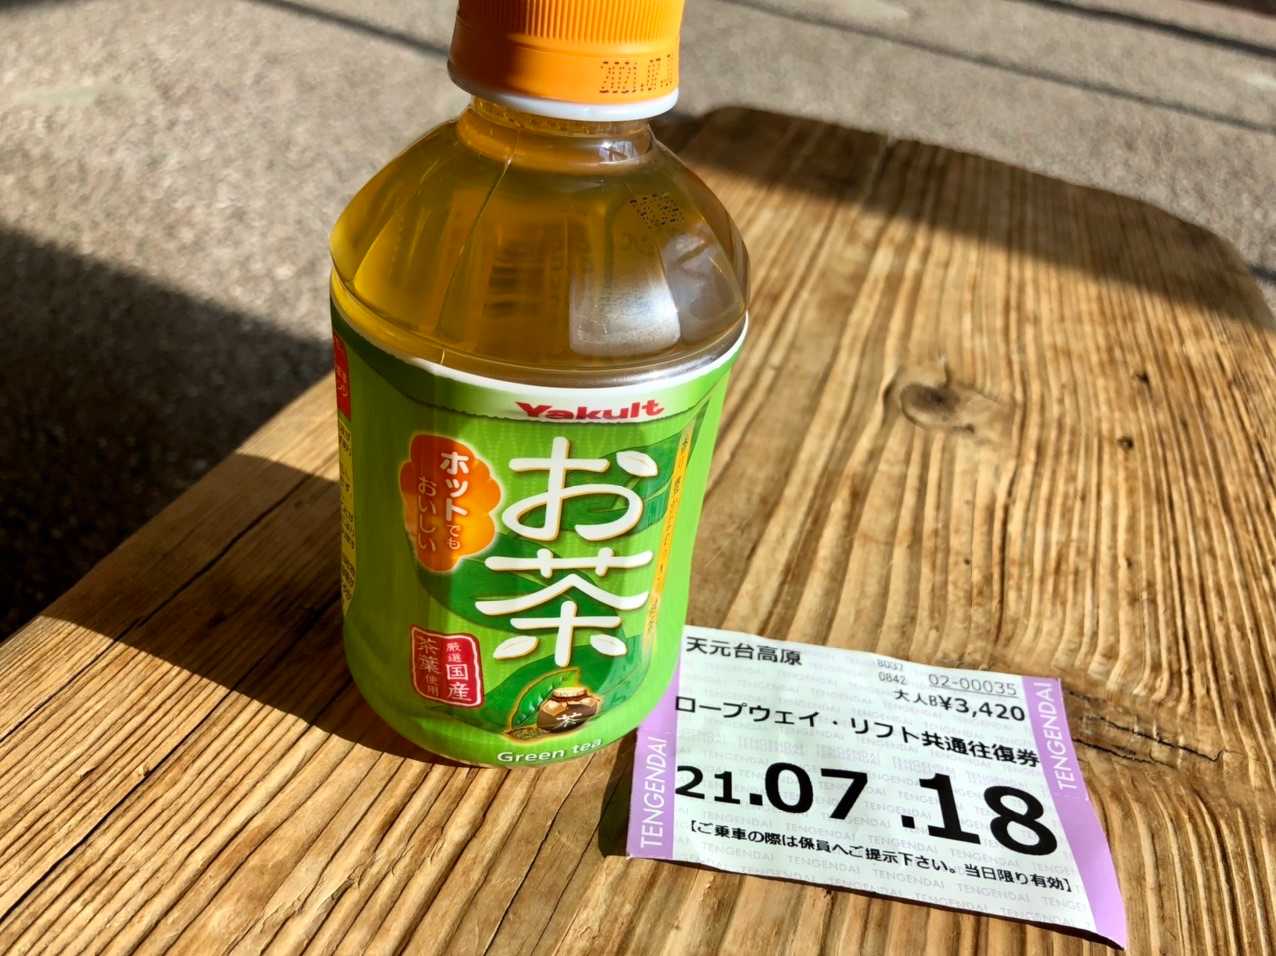 Yakult
ホットでも
おいしい
お茶
厳選国産
茶葉使用
茶
Green tea
天元台高原
8037
0842
02-00035
大人B¥3,420
ロープウェイ・リフト共通往復券
21.07.18
【ご乗車の際は係員へご提示下さい。当日限り有効】
TENGENDAI
TENGENDAI